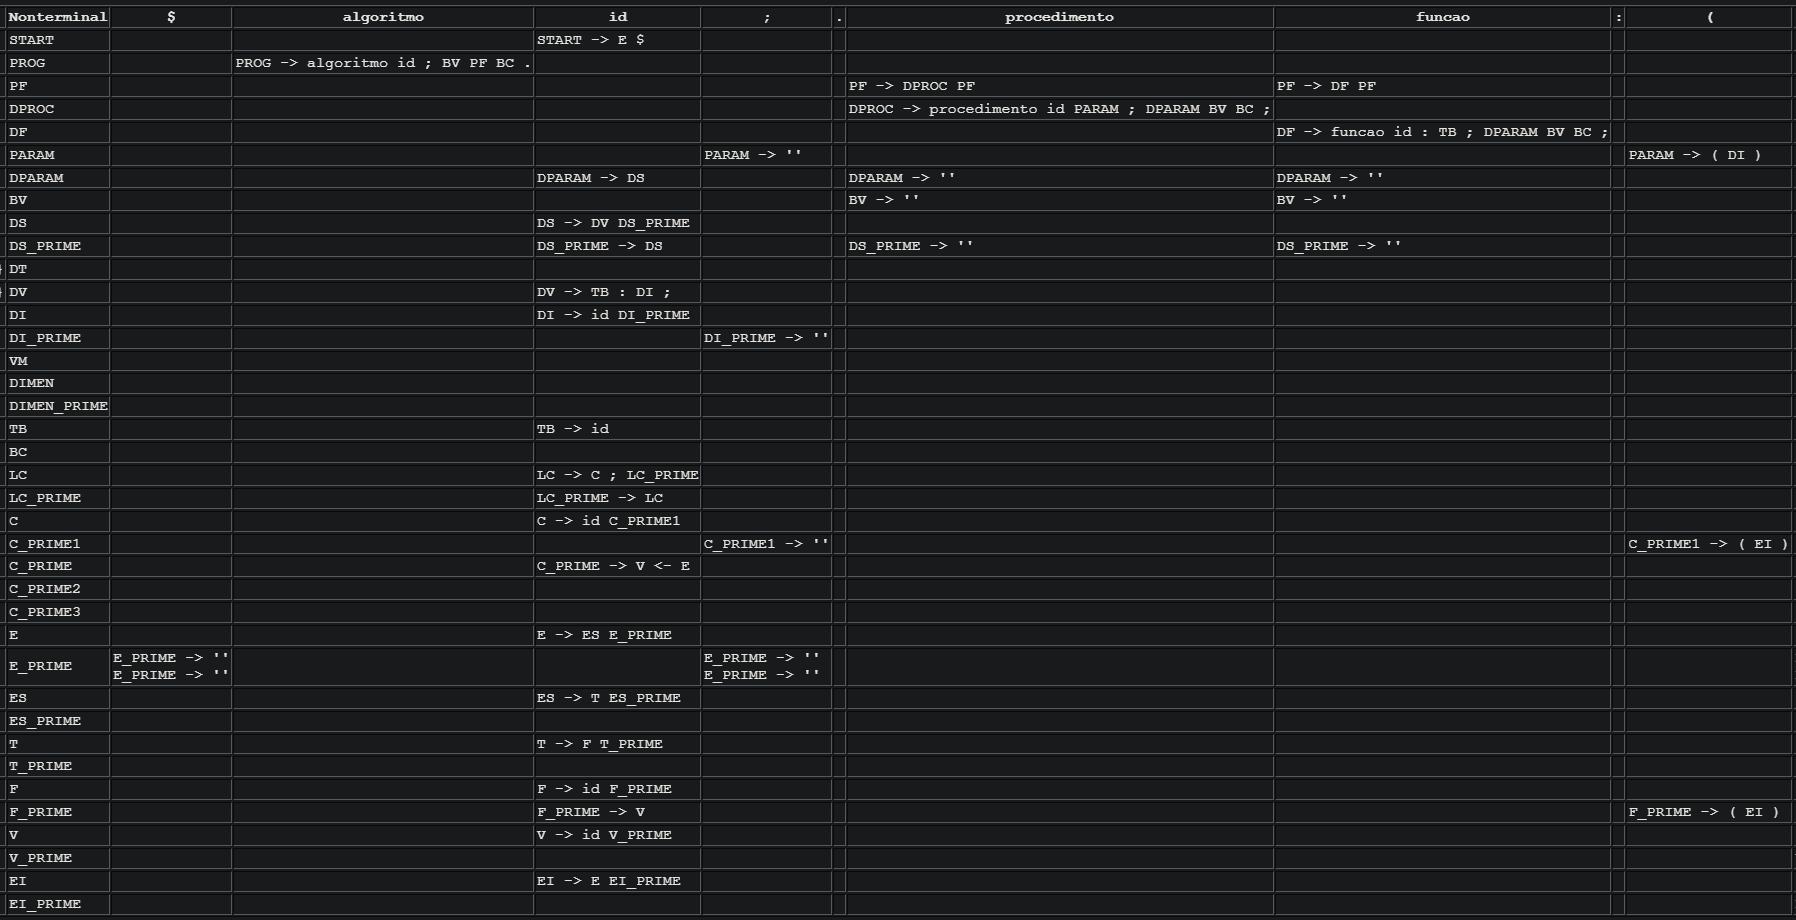 Nonterminal $ algoritmo id ; . procedimento funcao : (
START START -> E $
PROG PROG -> algoritmo id ; BV PF BC .
PF PF -> DPROC PF PF -> DF PF
DPROC DPROC -> procedimento id PARAM ; DPARAM BV BC ;
DF DF -> funcao id : TB ; DPARAM BV BC ;
PARAM PARAM -> '' PARAM -> ( DI )
DPARAM DPARAM -> DS DPARAM -> '' DPARAM -> ''
BV BV -> '' BV -> ''
DS DS -> DV DS_PRIME
DS_PRIME DS_PRIME -> DS DS_PRIME -> '' DS_PRIME -> ''
DT
DV DV -> TB : DI ;
DI DI -> id DI_PRIME
DI_PRIME DI_PRIME -> ''
VM
DIMEN
DIMEN_PRIME
TB TB -> id
BC
LC LC -> C ; LC_PRIME
LC_PRIME LC_PRIME -> LC
C C -> id C_PRIME1
C_PRIME1 C_PRIME1 -> '' C_PRIME1 -> ( EI )
C_PRIME C_PRIME -> V <- E
C_PRIME2
C_PRIME3
E E -> ES E_PRIME
E_PRIME E_PRIME -> '' E_PRIME -> ''
E_PRIME -> '' E_PRIME -> ''
ES ES -> T ES_PRIME
ES_PRIME
T T -> F T_PRIME
T_PRIME
F F -> id F_PRIME
F_PRIME F_PRIME -> V F_PRIME -> ( EI )
V V -> id V_PRIME
V_PRIME
EI EI -> E EI_PRIME
EI_PRIME